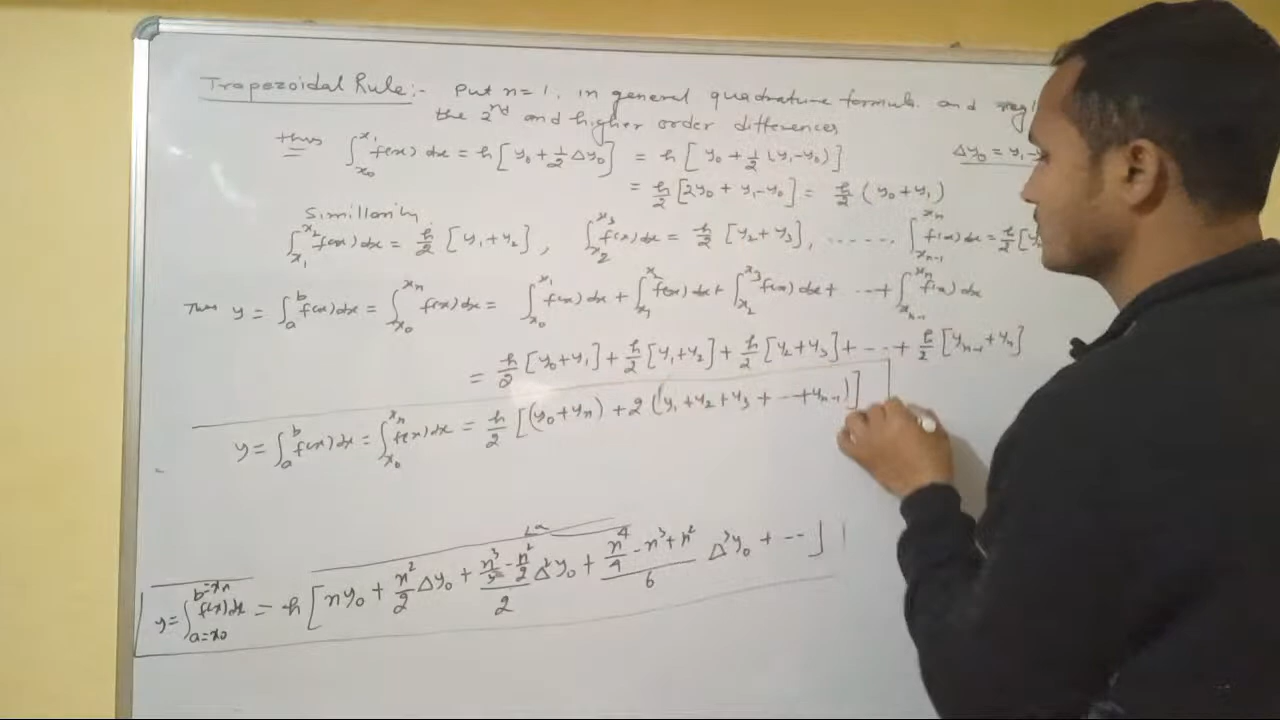 Trapezoidal Rule:- Put n=1, in general quadrature formula and
the 2nd and higher order differences
thus ∫_{x₀}^{x₁} f(x) dx = h[y₀ + 1/2 Δy₀] = h[y₀ + 1/2 (y₁-y₀)] Δy₀ = y₁-
= h/2 [2y₀ + y₁-y₀] = h/2 (y₀+y₁)
Simillarity
∫_{x₁}^{x₂} f(x) dx = h/2 [y₁+y₂], ∫_{x₂}^{x₃} f(x) dx = h/2 [y₂+y₃], ......, ∫_{xₙ₋₁}^{xₙ} f(x) dx = h/2 [
Thus y = ∫_a^b f(x) dx = ∫_{x₀}^{xₙ} f(x) dx = ∫_{x₀}^{x₁} f(x) dx + ∫_{x₁}^{x₂} f(x) dx + ∫_{x₂}^{x₃} f(x) dx + ...+ ∫_{xₙ₋₁}^{xₙ} f(x) dx
= h/2 [y₀+y₁] + h/2 [y₁+y₂] + h/2 [y₂+y₃] + --- + h/2 [yₙ₋₁+yₙ]
y = ∫_a^b f(x) dx = ∫_{x₀}^{xₙ} f(x) dx = h/2 [(y₀+yₙ) + 2(y₁+y₂+y₃+---+yₙ₋₁)]
y = ∫_{a=x₀}^{b=xₙ} f(x) dx = h[ny₀ + n²/2 Δy₀ + (n³/3 - n²/2)/2 Δ²y₀ + (n⁴/4 - n³ + n²)/6 Δ³y₀ + ---]